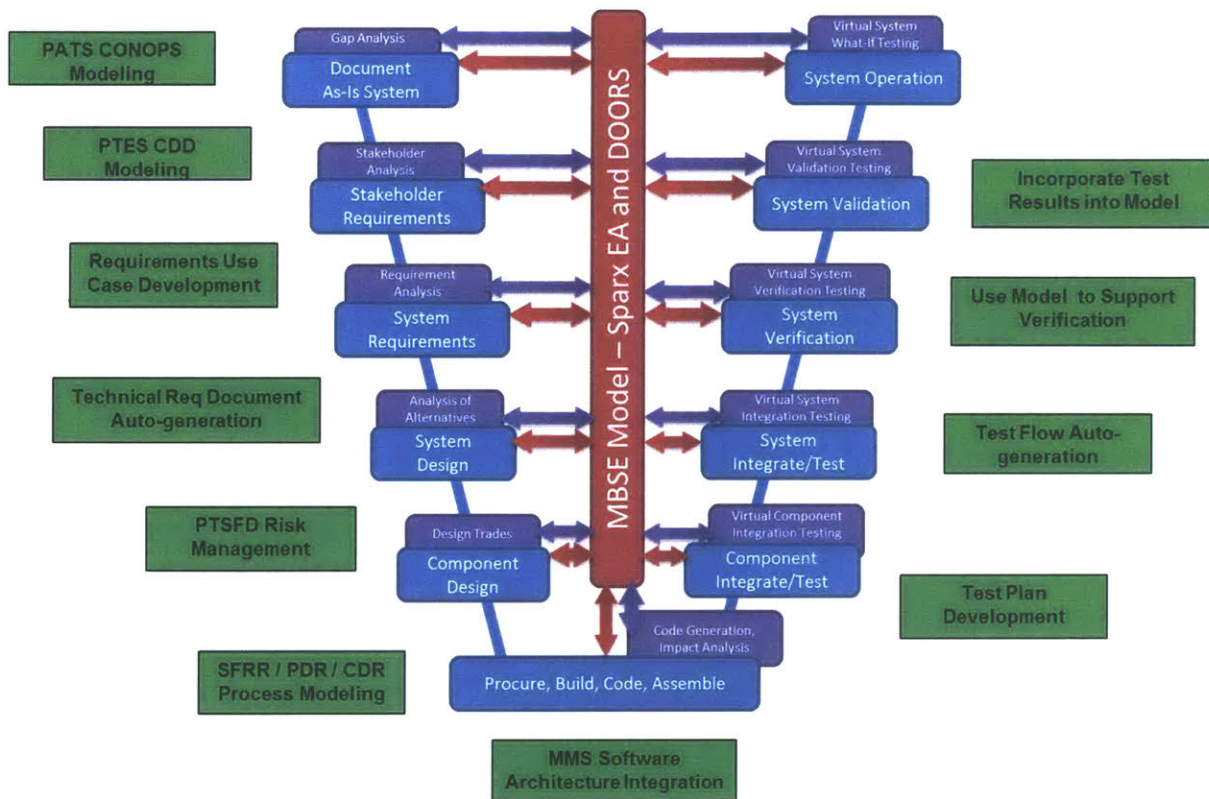 PATS CONOPS
Modeling
PTES CDD
Modeling
Requirements Use
Case Development
Technical Req Document
Auto-generation
PTSFD Risk
Management
SFRR / PDR / CDR
Process Modeling
MMS Software
Architecture Integration
Gap Analysis
Document
As-Is System
Stakeholder
Analysis
Stakeholder
Requirements
Requirement
Analysis
System
Requirements
Analysis of
Alternatives
System
Design
Design Trades
Component
Design
MBSE Model – Sparx EA and DOORS
Code Generation,
Impact Analysis
Procure, Build, Code, Assemble
Virtual System
What-If Testing
System Operation
Virtual System
Validation Testing
System Validation
Virtual System
Verification Testing
System
Verification
Virtual System
Integration Testing
System
Integrate/Test
Virtual Component
Integration Testing
Component
Integrate/Test
Incorporate Test
Results into Model
Use Model to Support
Verification
Test Flow Auto-
generation
Test Plan
Development